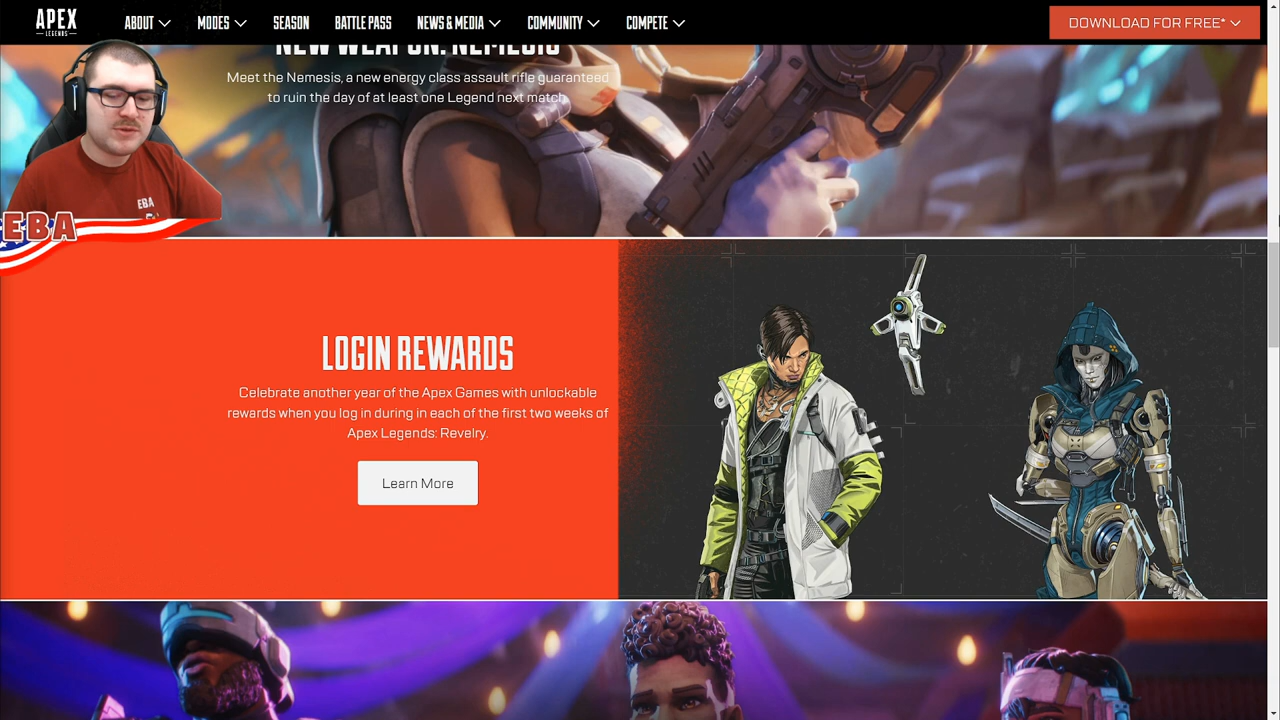 APEX
LEGENDS
ABOUT
MODES
SEASON
BATTLE PASS
NEWS & MEDIA
COMMUNITY
COMPETE
DOWNLOAD FOR FREE*
NEW WEAPON: NEMESIS
Meet the Nemesis, a new energy class assault rifle guaranteed
to ruin the day of at least one Legend next match.
EBA
EBA
LOGIN REWARDS
Celebrate another year of the Apex Games with unlockable
rewards when you log in during in each of the first two weeks of
Apex Legends: Revelry.
Learn More